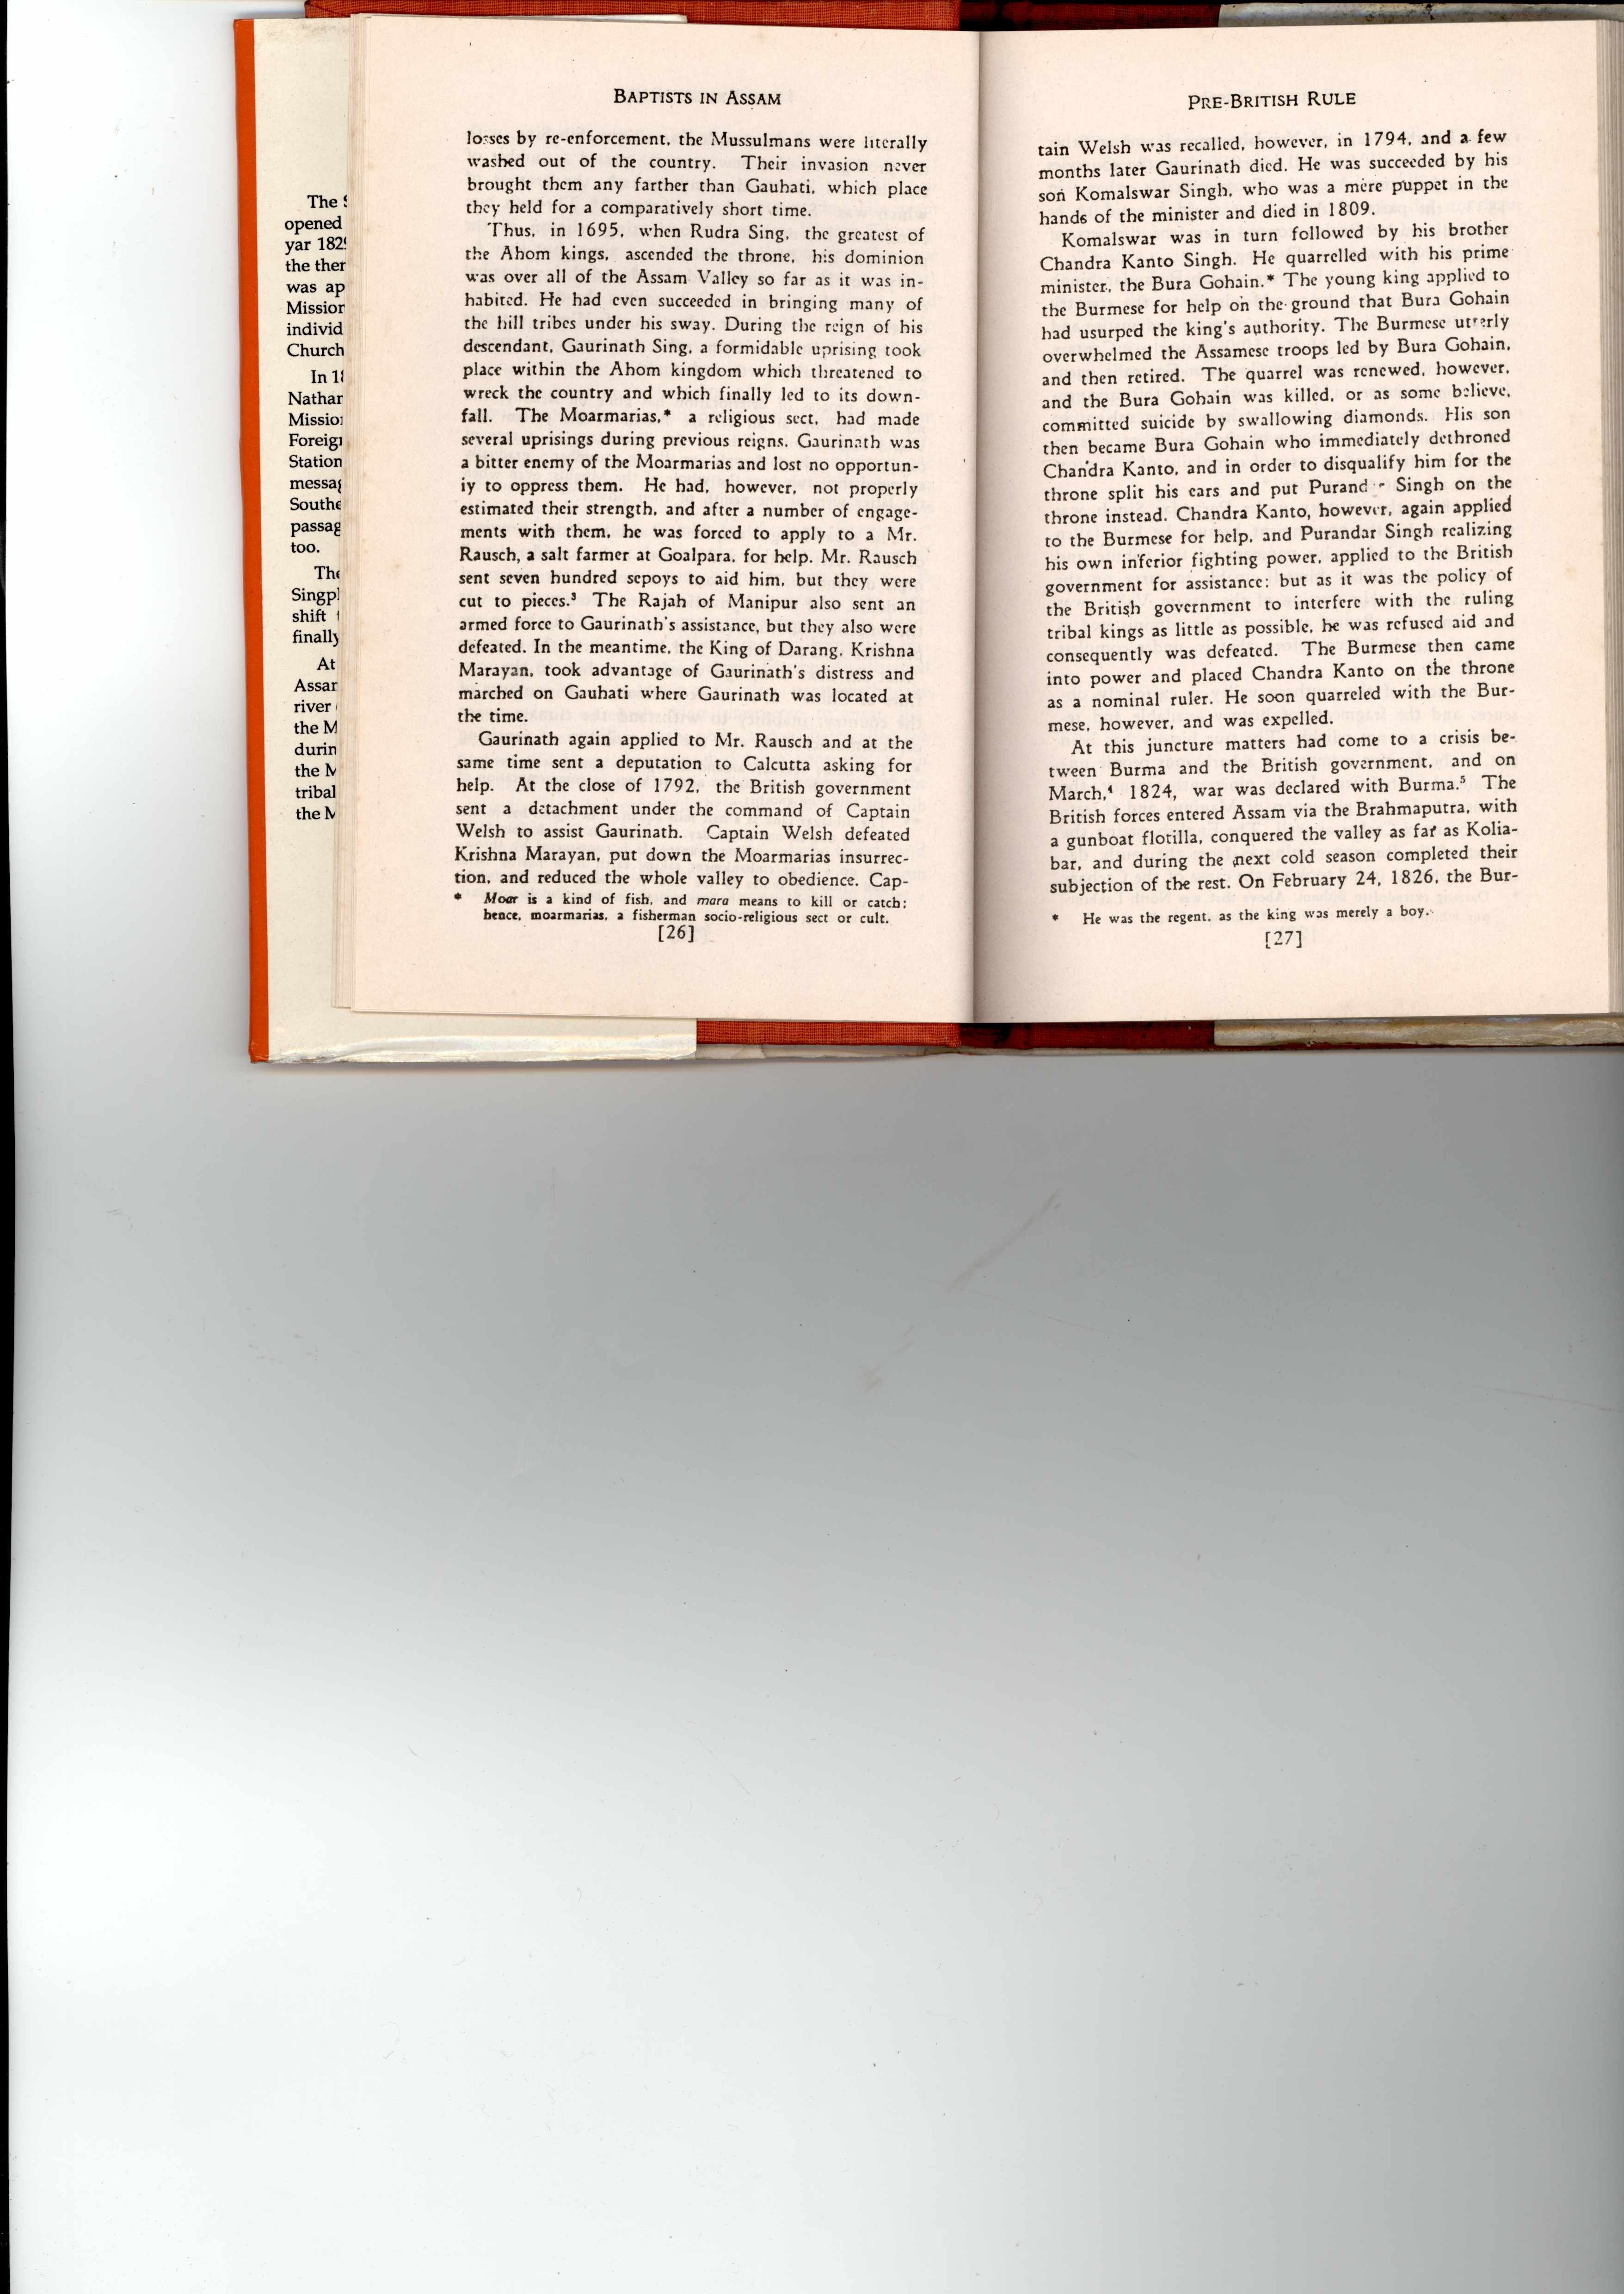 The
opened
yar 182
the ther
was ap
Mission
individ
Church
In 18
Nathan
Mission
Foreign
Station
messag
Southe
passag
too.
The
Singpl
shift
finally
At
Assar
river
the M
durin
the M
tribal
the M
BAPTISTS IN ASSAM
losses by re-enforcement, the Mussulmans were literally
washed out of the country. Their invasion never
brought them any farther than Gauhati, which place
they held for a comparatively short time.
Thus, in 1695, when Rudra Sing, the greatest of
the Ahom kings, ascended the throne, his dominion
was over all of the Assam Valley so far as it was in-
habited. He had even succeeded in bringing many of
the hill tribes under his sway. During the reign of his
descendant, Gaurinath Sing, a formidable uprising took
place within the Ahom kingdom which threatened to
wreck the country and which finally led to its down-
fall. The Moarmarias,* a religious sect, had made
several uprisings during previous reigns. Gaurinath was
a bitter enemy of the Moarmarias and lost no opportun-
iy to oppress them. He had, however, not properly
estimated their strength, and after a number of engage-
ments with them, he was forced to apply to a Mr.
Rausch, a salt farmer at Goalpara, for help. Mr. Rausch
sent seven hundred sepoys to aid him, but they were
cut to pieces.³ The Rajah of Manipur also sent an
armed force to Gaurinath's assistance, but they also were
defeated. In the meantime, the King of Darang, Krishna
Marayan, took advantage of Gaurinath's distress and
marched on Gauhati where Gaurinath was located at
the time.
Gaurinath again applied to Mr. Rausch and at the
same time sent a deputation to Calcutta asking for
help. At the close of 1792, the British government
sent a detachment under the command of Captain
Welsh to assist Gaurinath. Captain Welsh defeated
Krishna Marayan, put down the Moarmarias insurrec-
tion, and reduced the whole valley to obedience. Cap-
* Moar is a kind of fish, and mara means to kill or catch;
hence, moarmarias, a fisherman socio-religious sect or cult.
[26]
PRE-BRITISH RULE
tain Welsh was recalled, however, in 1794, and a few
months later Gaurinath died. He was succeeded by his
son Komalswar Singh, who was a mere puppet in the
hands of the minister and died in 1809.
Komalswar was in turn followed by his brother
Chandra Kanto Singh. He quarrelled with his prime
minister, the Bura Gohain.* The young king applied to
the Burmese for help on the ground that Bura Gohain
had usurped the king's authority. The Burmese utterly
overwhelmed the Assamese troops led by Bura Gohain,
and then retired. The quarrel was renewed, however,
and the Bura Gohain was killed, or as some believe,
committed suicide by swallowing diamonds. His son
then became Bura Gohain who immediately dethroned
Chandra Kanto, and in order to disqualify him for the
throne split his ears and put Purand r Singh on the
throne instead. Chandra Kanto, however, again applied
to the Burmese for help, and Purandar Singh realizing
his own inferior fighting power, applied to the British
government for assistance; but as it was the policy of
the British government to interfere with the ruling
tribal kings as little as possible, he was refused aid and
consequently was defeated. The Burmese then came
into power and placed Chandra Kanto on the throne
as a nominal ruler. He soon quarreled with the Bur-
mese, however, and was expelled.
At this juncture matters had come to a crisis be-
tween Burma and the British government, and on
March,⁴ 1824, war was declared with Burma.⁵ The
British forces entered Assam via the Brahmaputra, with
a gunboat flotilla, conquered the valley as far as Kolia-
bar, and during the next cold season completed their
subjection of the rest. On February 24, 1826, the Bur-
* He was the regent, as the king was merely a boy.
[27]